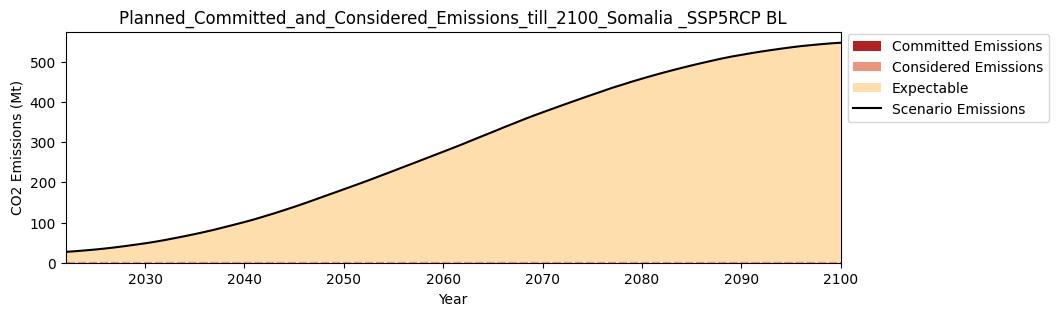 Planned_Committed_and_Considered_Emissions_till_2100_Somalia _SSP5RCP BL
CO2 Emissions (Mt)
500
400
300
200
100
0
2030 2040 2050 2060 2070 2080 2090 2100
Year
Committed Emissions
Considered Emissions
Expectable
Scenario Emissions